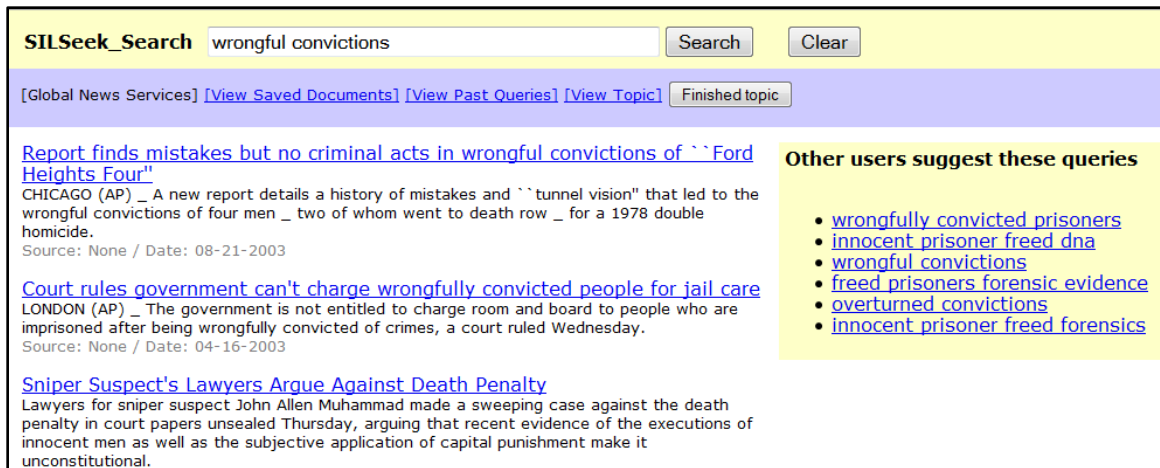 SILSeek_Search wrongful convictions Search Clear
[Global News Services] [View Saved Documents] [View Past Queries] [View Topic] Finished topic
Report finds mistakes but no criminal acts in wrongful convictions of ``Ford
Heights Four"
CHICAGO (AP) _ A new report details a history of mistakes and ``tunnel vision" that led to the
wrongful convictions of four men _ two of whom went to death row _ for a 1978 double
homicide.
Source: None / Date: 08-21-2003
Court rules government can't charge wrongfully convicted people for jail care
LONDON (AP) _ The government is not entitled to charge room and board to people who are
imprisoned after being wrongfully convicted of crimes, a court ruled Wednesday.
Source: None / Date: 04-16-2003
Sniper Suspect's Lawyers Argue Against Death Penalty
Lawyers for sniper suspect John Allen Muhammad made a sweeping case against the death
penalty in court papers unsealed Thursday, arguing that recent evidence of the executions of
innocent men as well as the subjective application of capital punishment make it
unconstitutional.
Other users suggest these queries
• wrongfully convicted prisoners
• innocent prisoner freed dna
• wrongful convictions
• freed prisoners forensic evidence
• overturned convictions
• innocent prisoner freed forensics